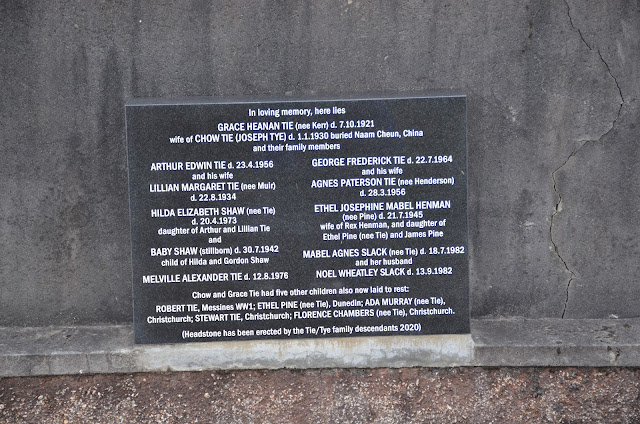 In loving memory, here lies
GRACE HEANAN TIE (nee Kerr) d. 7.10.1921
wife of CHOW TIE (JOSEPH TYE) d. 1.1.1930 buried Naam Cheun, China
and their family members
ARTHUR EDWIN TIE d. 23.4.1956
and his wife
LILLIAN MARGARET TIE (nee Muir)
d. 22.8.1934
HILDA ELIZABETH SHAW (nee Tie)
d. 20.4.1973
daughter of Arthur and Lillian Tie
and
BABY SHAW (stillborn) d. 30.7.1942
child of Hilda and Gordon Shaw
MELVILLE ALEXANDER TIE d. 12.8.1976
GEORGE FREDERICK TIE d. 22.7.1964
and his wife
AGNES PATERSON TIE (nee Henderson)
d. 28.3.1956
ETHEL JOSEPHINE MABEL HENMAN
(nee Pine) d. 21.7.1945
wife of Rex Henman, and daughter of
Ethel Pine (nee Tie) and James Pine
MABEL AGNES SLACK (nee Tie) d. 18.7.1982
and her husband
NOEL WHEATLEY SLACK d. 13.9.1982
Chow and Grace Tie had five other children also now laid to rest:
ROBERT TIE, Messines WW1; ETHEL PINE (nee Tie), Dunedin; ADA MURRAY (nee Tie),
Christchurch; STEWART TIE, Christchurch; FLORENCE CHAMBERS (nee Tie), Christchurch.
(Headstone has been erected by the Tie/Tye family descendants 2020)